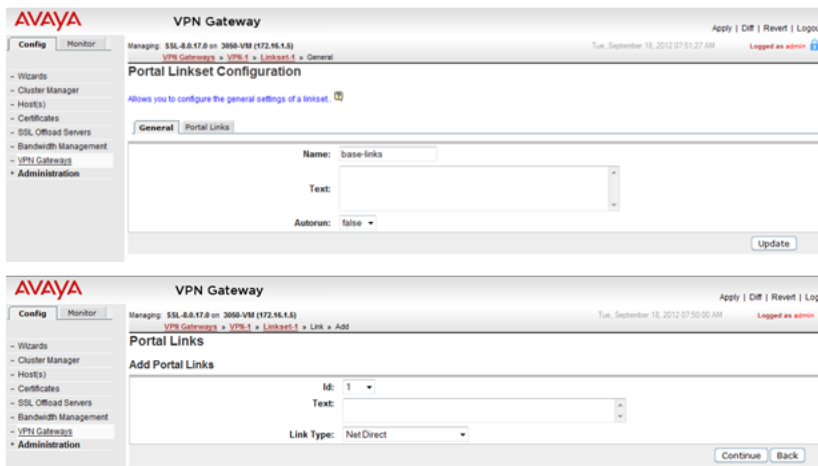 AVAYA
VPN Gateway
Apply | Diff | Revert | Logou
Config Monitor
Managing: SSL-8.0.17.0 on 3050-VM (172.16.1.5)
Tue, September 18, 2012 07:51:27 AM
Logged as admin
VPN Gateways » VPN-1 » Linkset-1 » General
Portal Linkset Configuration
Allows you to configure the general settings of a linkset.
– Wizards
– Cluster Manager
– Host(s)
– Certificates
– SSL Offload Servers
– Bandwidth Management
– VPN Gateways
+ Administration
General Portal Links
Name: base-links
Text:
Autorun: false
Update
AVAYA
VPN Gateway
Apply | Diff | Revert | Log
Config Monitor
Managing: SSL-8.0.17.0 on 3050-VM (172.16.1.5)
Tue, September 18, 2012 07:50:00 AM
Logged as admin
VPN Gateways » VPN-1 » Linkset-1 » Link » Add
Portal Links
Add Portal Links
– Wizards
– Cluster Manager
– Host(s)
– Certificates
– SSL Offload Servers
– Bandwidth Management
– VPN Gateways
+ Administration
Id: 1
Text:
Link Type: NetDirect
Continue Back